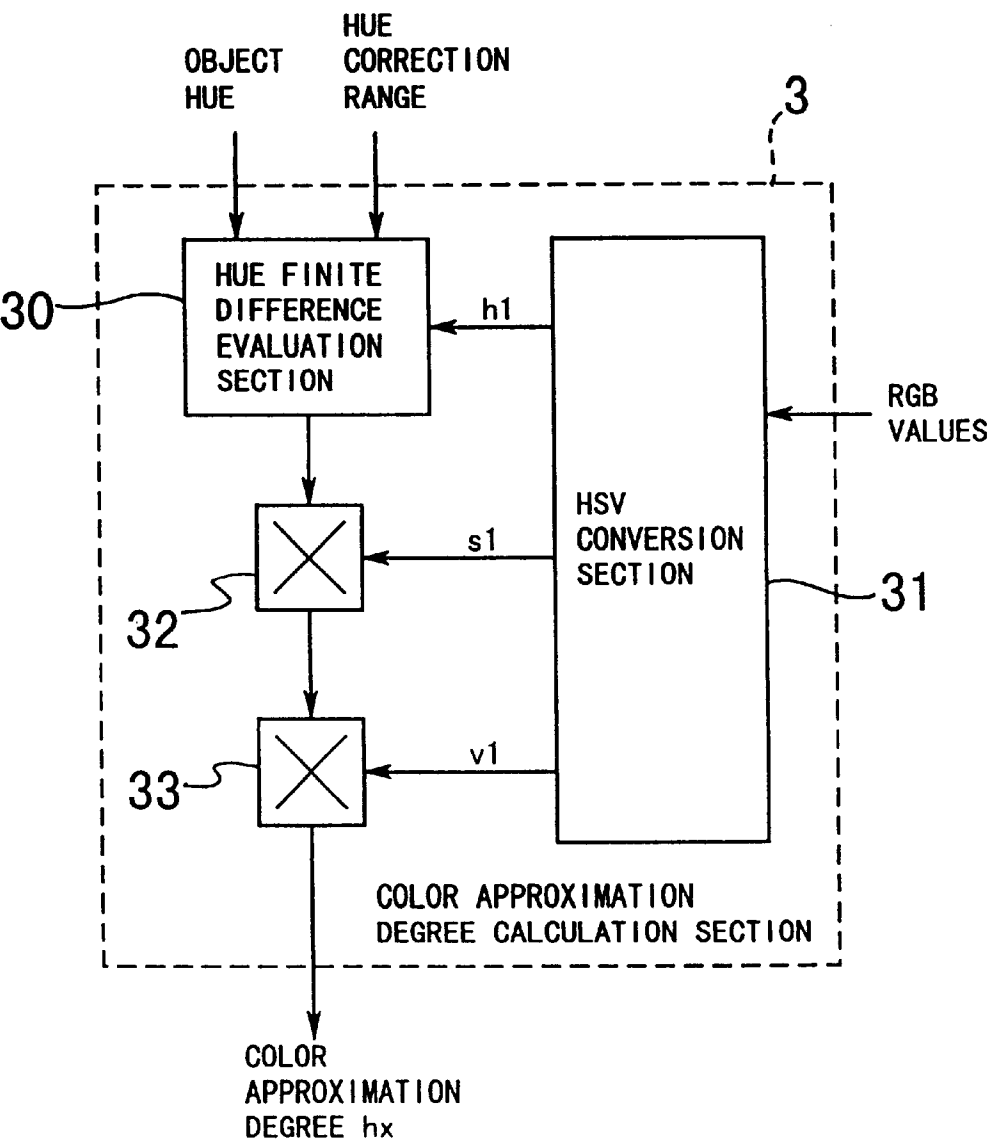 OBJECT
HUE
HUE
CORRECTION
RANGE
3
30
HUE FINITE
DIFFERENCE
EVALUATION
SECTION
h1
RGB
VALUES
HSV
CONVERSION
SECTION
s1
31
32
v1
33
COLOR APPROXIMATION
DEGREE CALCULATION SECTION
COLOR
APPROXIMATION
DEGREE hx